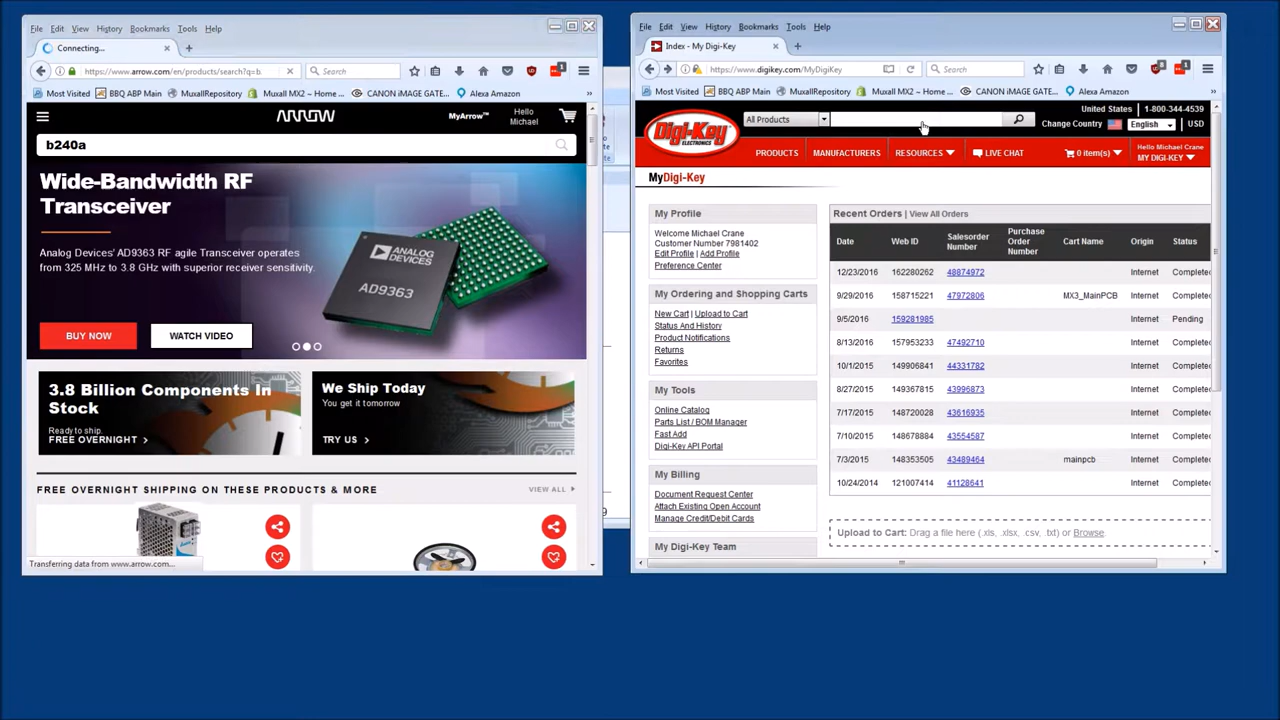 File Edit View History Bookmarks Tools Help
Connecting...
https://www.arrow.com/en/products/search?q=b.
Search
1
Most Visited BBQ ABP Main MuxallRepository Muxall MX2 ~ Home ... CANON iMAGE GATE... Alexa Amazon
ARROW
MyArrow™
Hello
Michael
b240a
Wide-Bandwidth RF
Transceiver
Analog Devices' AD9363 RF agile Transceiver operates
from 325 MHz to 3.8 GHz with superior receiver sensitivity.
ANALOG
DEVICES
AD9363
BUY NOW
WATCH VIDEO
3.8 Billion Components In
Stock
Ready to ship.
FREE OVERNIGHT
We Ship Today
You get it tomorrow
TRY US
FREE OVERNIGHT SHIPPING ON THESE PRODUCTS & MORE
VIEW ALL
Transferring data from www.arrow.com...
File Edit View History Bookmarks Tools Help
Index - My Digi-Key
https://www.digikey.com/MyDigiKey
Search
1
Most Visited BBQ ABP Main MuxallRepository Muxall MX2 ~ Home ... CANON iMAGE GATE... Alexa Amazon
United States 1-800-344-4539
Digi-Key
ELECTRONICS
All Products
Change Country English USD
PRODUCTS MANUFACTURERS RESOURCES LIVE CHAT 0 item(s)
Hello Michael Crane
MY DIGI-KEY
MyDigi-Key
My Profile
Welcome Michael Crane
Customer Number 7981402
Edit Profile | Add Profile
Preference Center
My Ordering and Shopping Carts
New Cart | Upload to Cart
Status And History
Product Notifications
Returns
Favorites
My Tools
Online Catalog
Parts List / BOM Manager
Fast Add
Digi-Key API Portal
My Billing
Document Request Center
Attach Existing Open Account
Manage Credit/Debit Cards
My Digi-Key Team
Recent Orders | View All Orders
Date Web ID Salesorder Number Purchase Order Number Cart Name Origin Status
12/23/2016 162280262 48874972 Internet Completed
9/29/2016 158715221 47972806 MX3_MainPCB Internet Completed
9/5/2016 159281985 Internet Pending
8/13/2016 157953233 47492710 Internet Completed
10/1/2015 149906841 44331782 Internet Completed
8/27/2015 149367815 43996873 Internet Completed
7/17/2015 148720028 43616935 Internet Completed
7/10/2015 148678884 43554587 Internet Completed
7/3/2015 148353505 43489464 mainpcb Internet Completed
10/24/2014 121007414 41128641 Internet Completed
Upload to Cart: Drag a file here (.xls, .xlsx, .csv, .txt) or Browse.